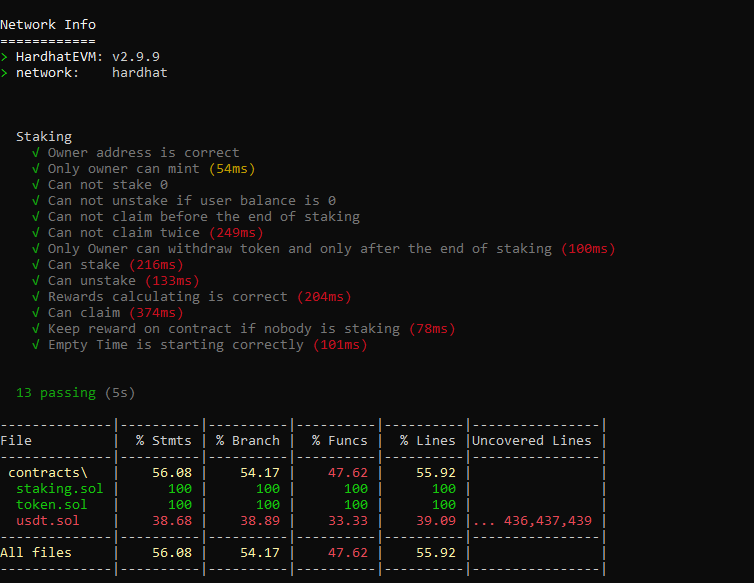 Network Info
============
> HardhatEVM: v2.9.9
> network:    hardhat
Staking
√ Owner address is correct
√ Only owner can mint (54ms)
√ Can not stake 0
√ Can not unstake if user balance is 0
√ Can not claim before the end of staking
√ Can not claim twice (249ms)
√ Only Owner can withdraw token and only after the end of staking (100ms)
√ Can stake (216ms)
√ Can unstake (133ms)
√ Rewards calculating is correct (204ms)
√ Can claim (374ms)
√ Keep reward on contract if nobody is staking (78ms)
√ Empty Time is starting correctly (101ms)
13 passing (5s)
--------------|----------|----------|----------|----------|----------------|
File          |  % Stmts | % Branch |  % Funcs |  % Lines |Uncovered Lines |
--------------|----------|----------|----------|----------|----------------|
 contracts\   |    56.08 |    54.17 |    47.62 |    55.92 |                |
  staking.sol |      100 |      100 |      100 |      100 |                |
  token.sol   |      100 |      100 |      100 |      100 |                |
  usdt.sol    |    38.68 |    38.89 |    33.33 |    39.09 |... 436,437,439 |
--------------|----------|----------|----------|----------|----------------|
All files     |    56.08 |    54.17 |    47.62 |    55.92 |                |
--------------|----------|----------|----------|----------|----------------|